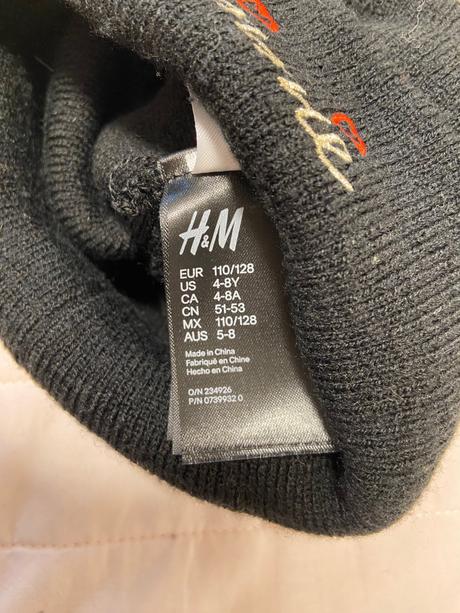 H&M
EUR 110/128
US 4-8Y
CA 4-8A
CN 51-53
MX 110/128
AUS 5-8
Made in China
Fabriqué en Chine
Hecho en China
O/N 234926
P/N 0739932 0